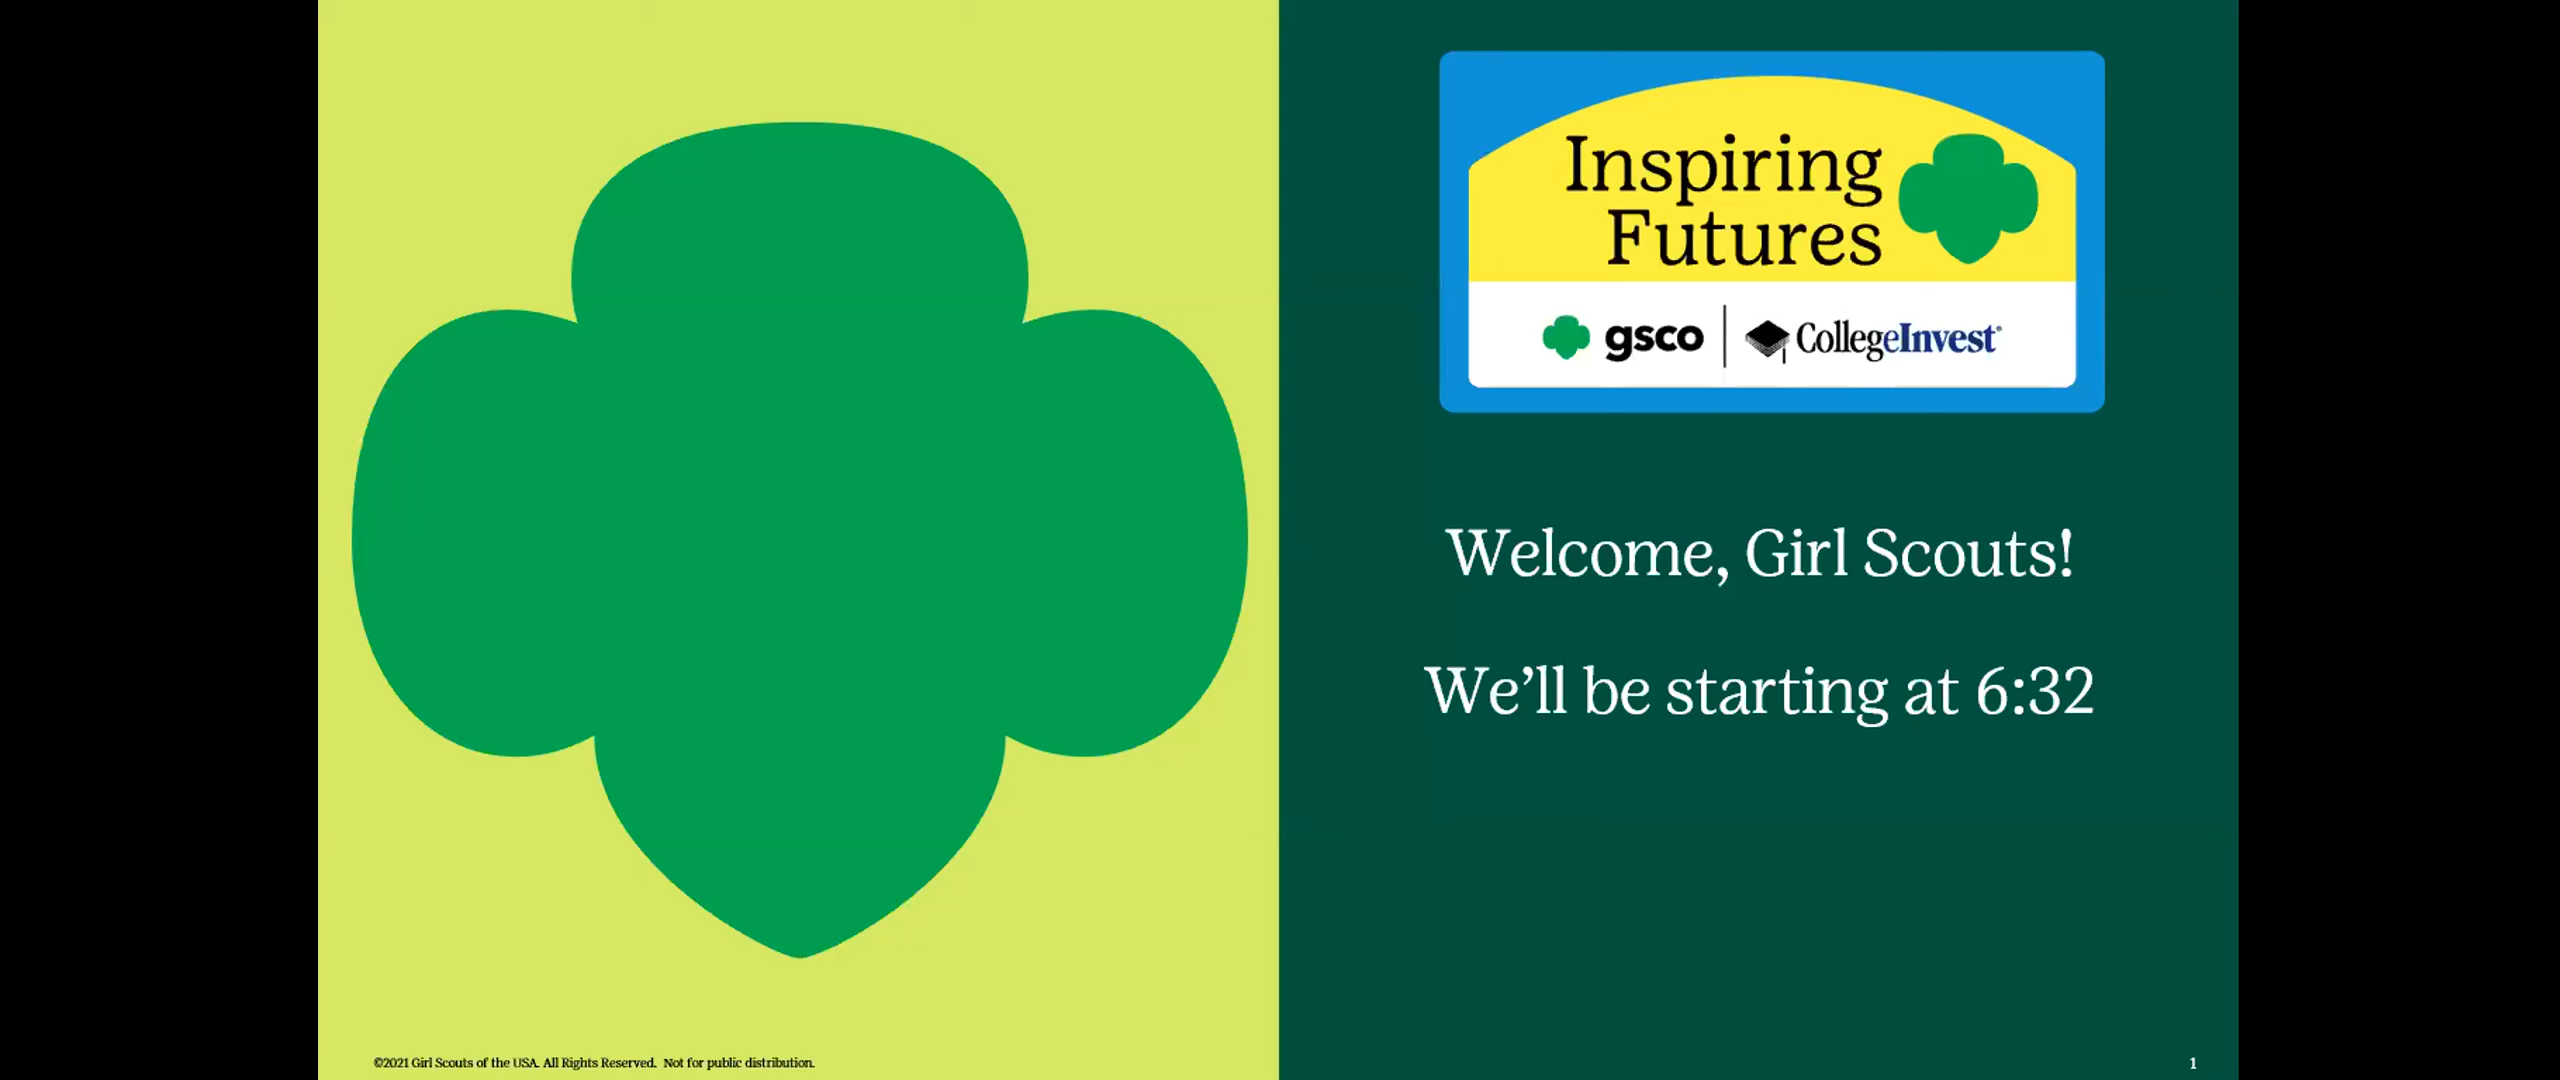 Inspiring
Futures
gsco
CollegeInvest®
Welcome, Girl Scouts!
We’ll be starting at 6:32
©2021 Girl Scouts of the USA. All Rights Reserved.  Not for public distribution.
1